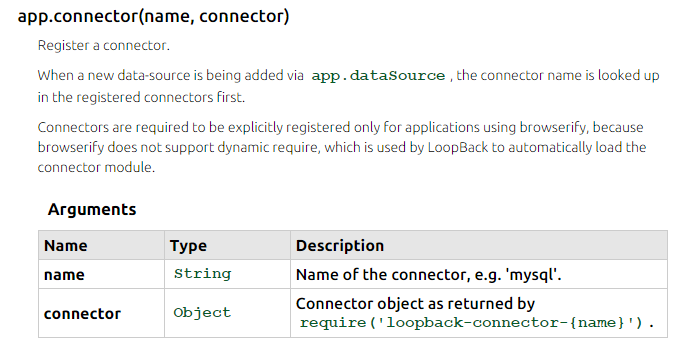 app.connector(name, connector)
Register a connector.
When a new data-source is being added via app.dataSource , the connector name is looked up
in the registered connectors first.
Connectors are required to be explicitly registered only for applications using browserify, because
browserify does not support dynamic require, which is used by LoopBack to automatically load the
connector module.
Arguments
Name Type Description
name String Name of the connector, e.g. 'mysql'.
connector Object Connector object as returned by
require('loopback-connector-{name}').